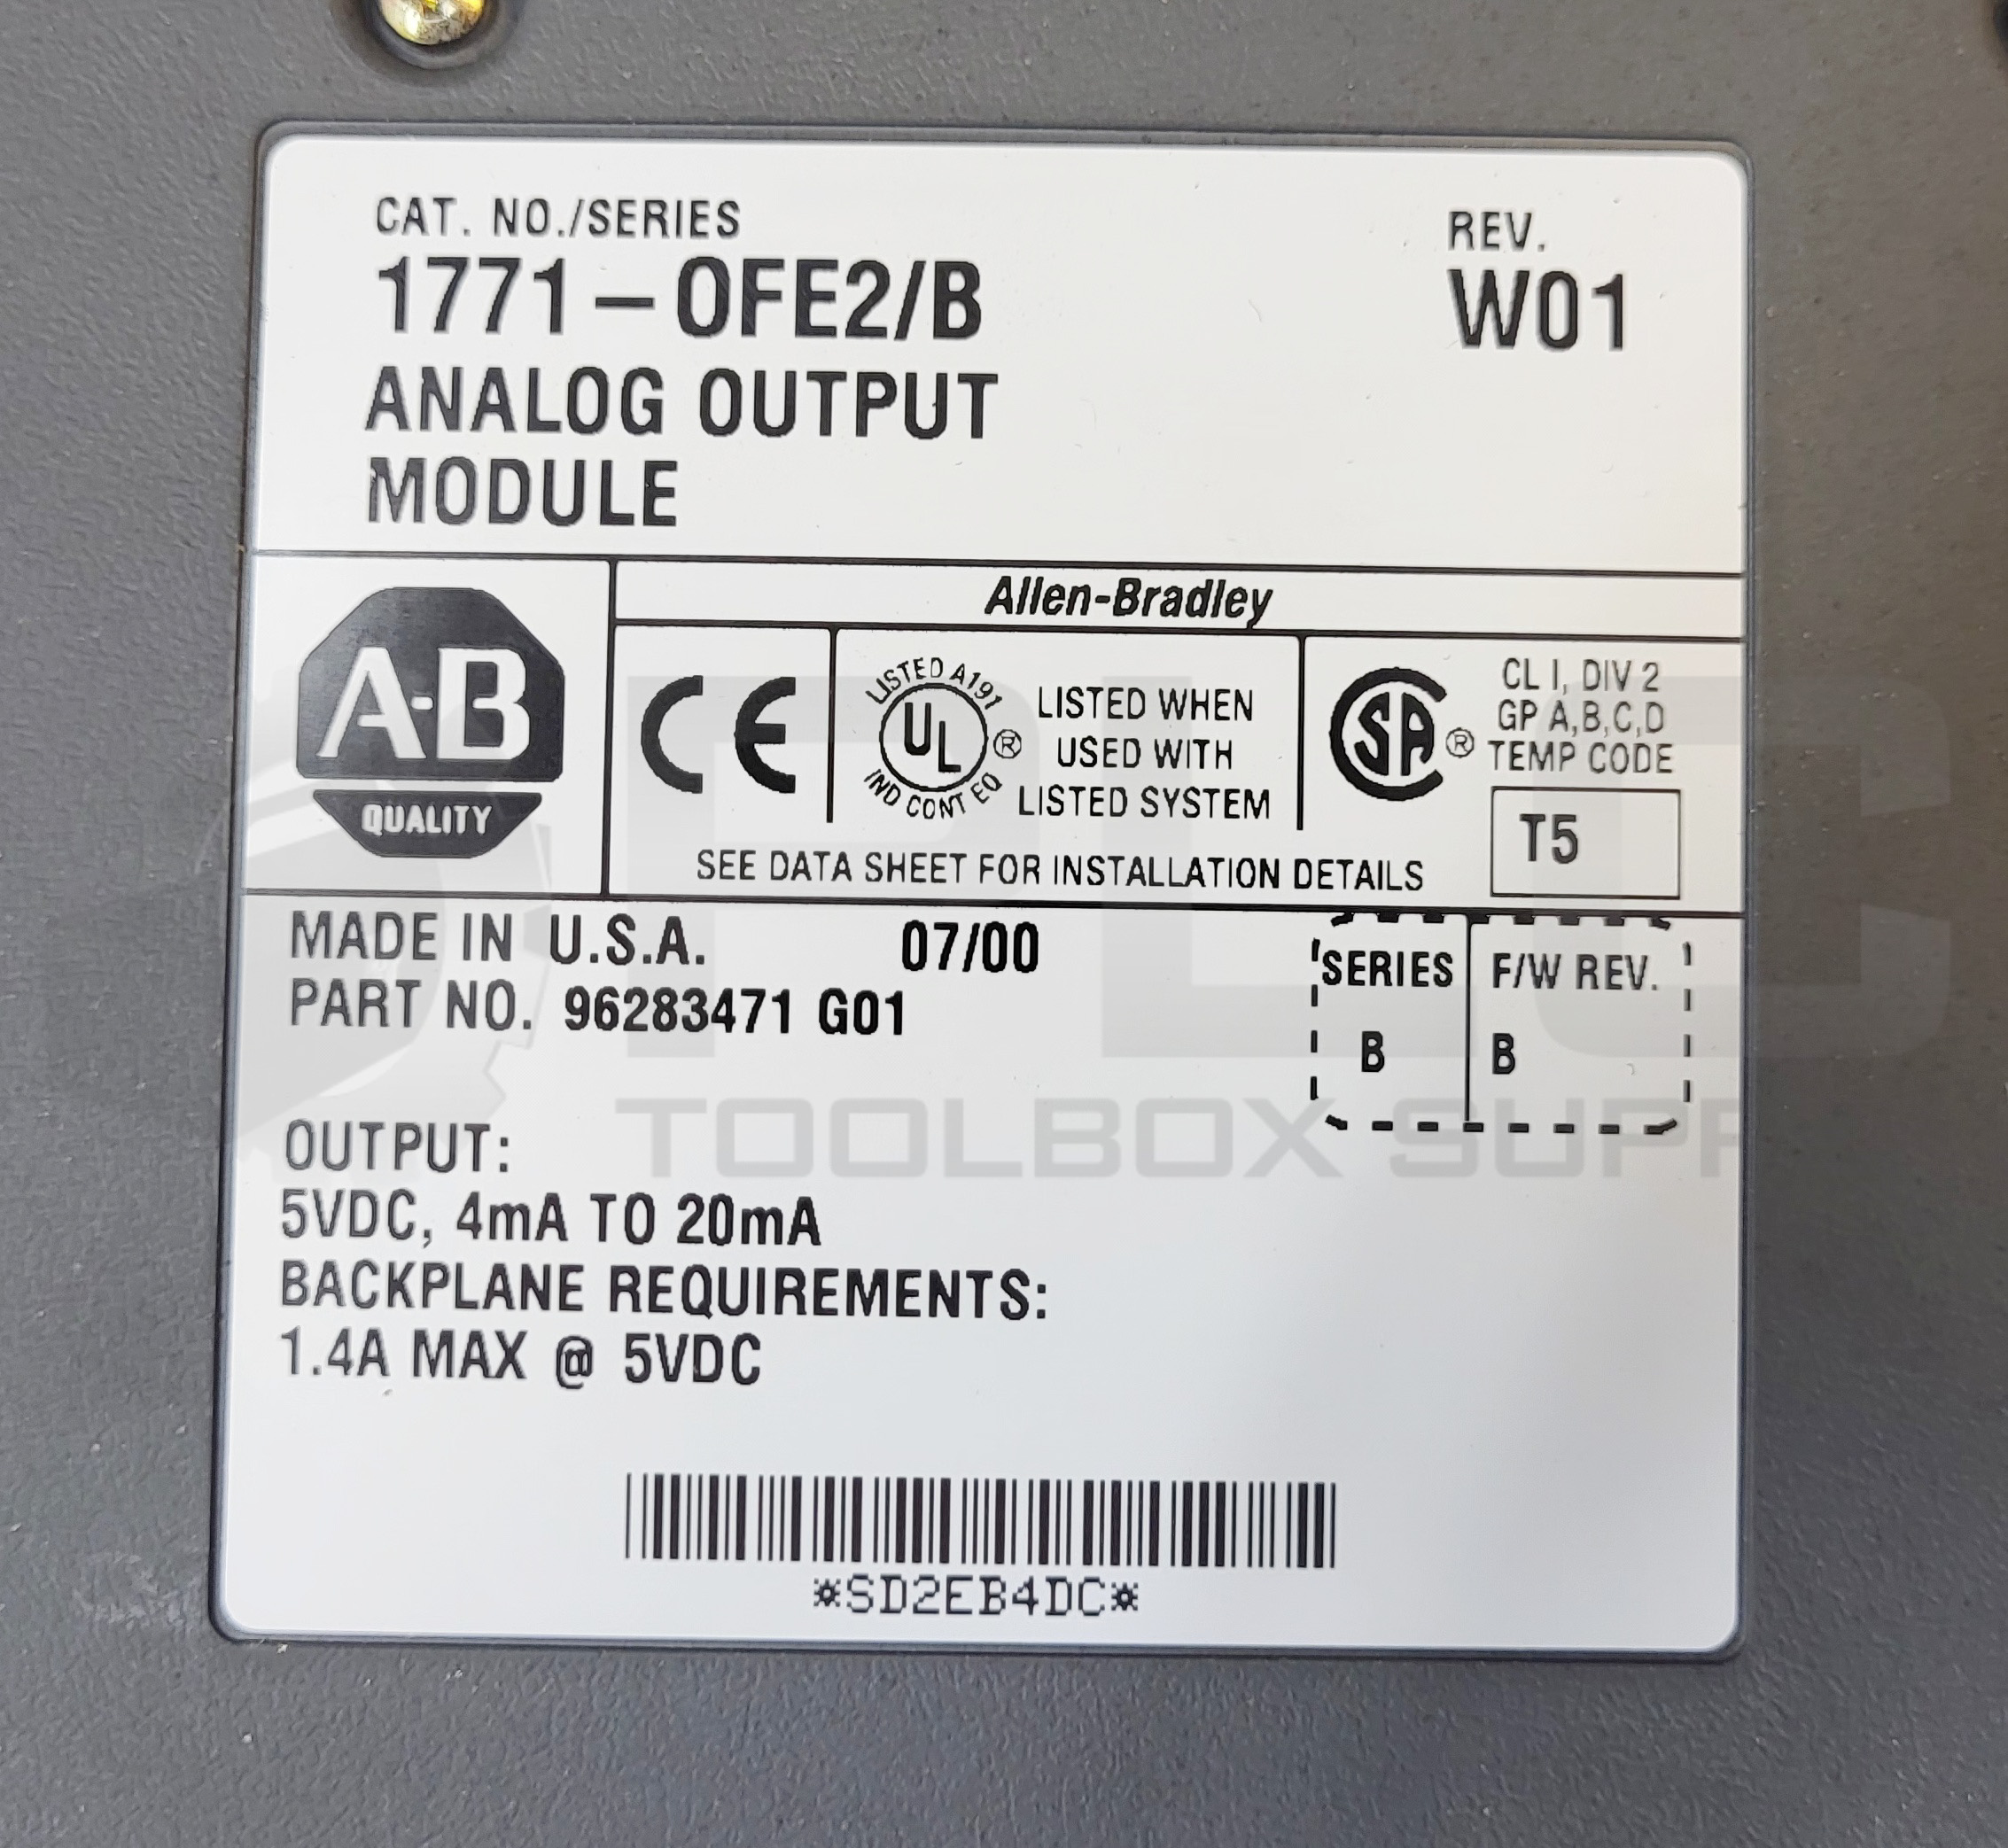 CAT. NO./SERIES
1771-OFE2/B
ANALOG OUTPUT
MODULE
REV.
W01
A-B
QUALITY
Allen-Bradley
CE
LISTED A191
UL ®
IND CONT EQ
LISTED WHEN
USED WITH
LISTED SYSTEM
SA ®
CL I, DIV 2
GP A,B,C,D
TEMP CODE
T5
SEE DATA SHEET FOR INSTALLATION DETAILS
MADE IN U.S.A. 07/00
PART NO. 96283471 G01
SERIES F/W REV.
B B
OUTPUT:
5VDC, 4mA TO 20mA
BACKPLANE REQUIREMENTS:
1.4A MAX @ 5VDC
*SD2EB4DC*
PLC
TOOLBOX SUPP